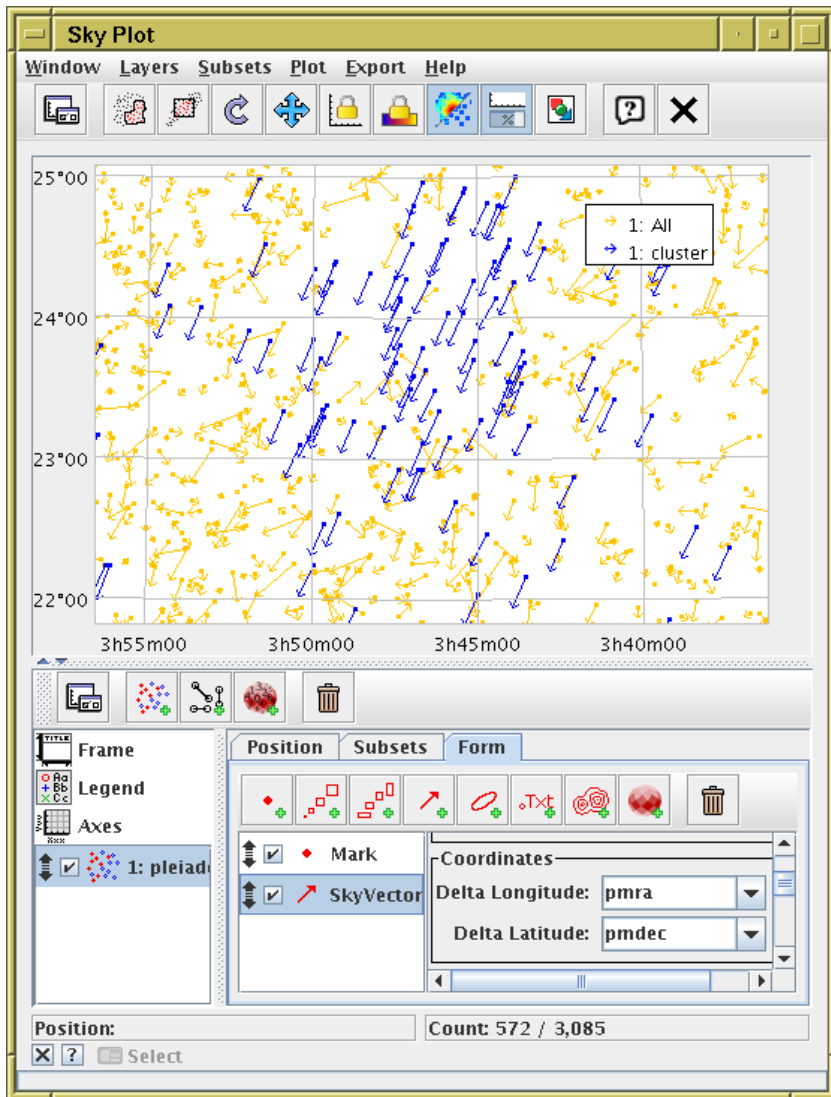 Sky Plot
Window Layers Subsets Plot Export Help
25°00
1: All
1: cluster
24°00
23°00
22°00
3h55m00 3h50m00 3h45m00 3h40m00
Frame
Legend
Axes
1: pleiad
Position Subsets Form
Txt
Mark
SkyVector
Coordinates
Delta Longitude: pmra
Delta Latitude: pmdec
Position:
Count: 572 / 3,085
Select